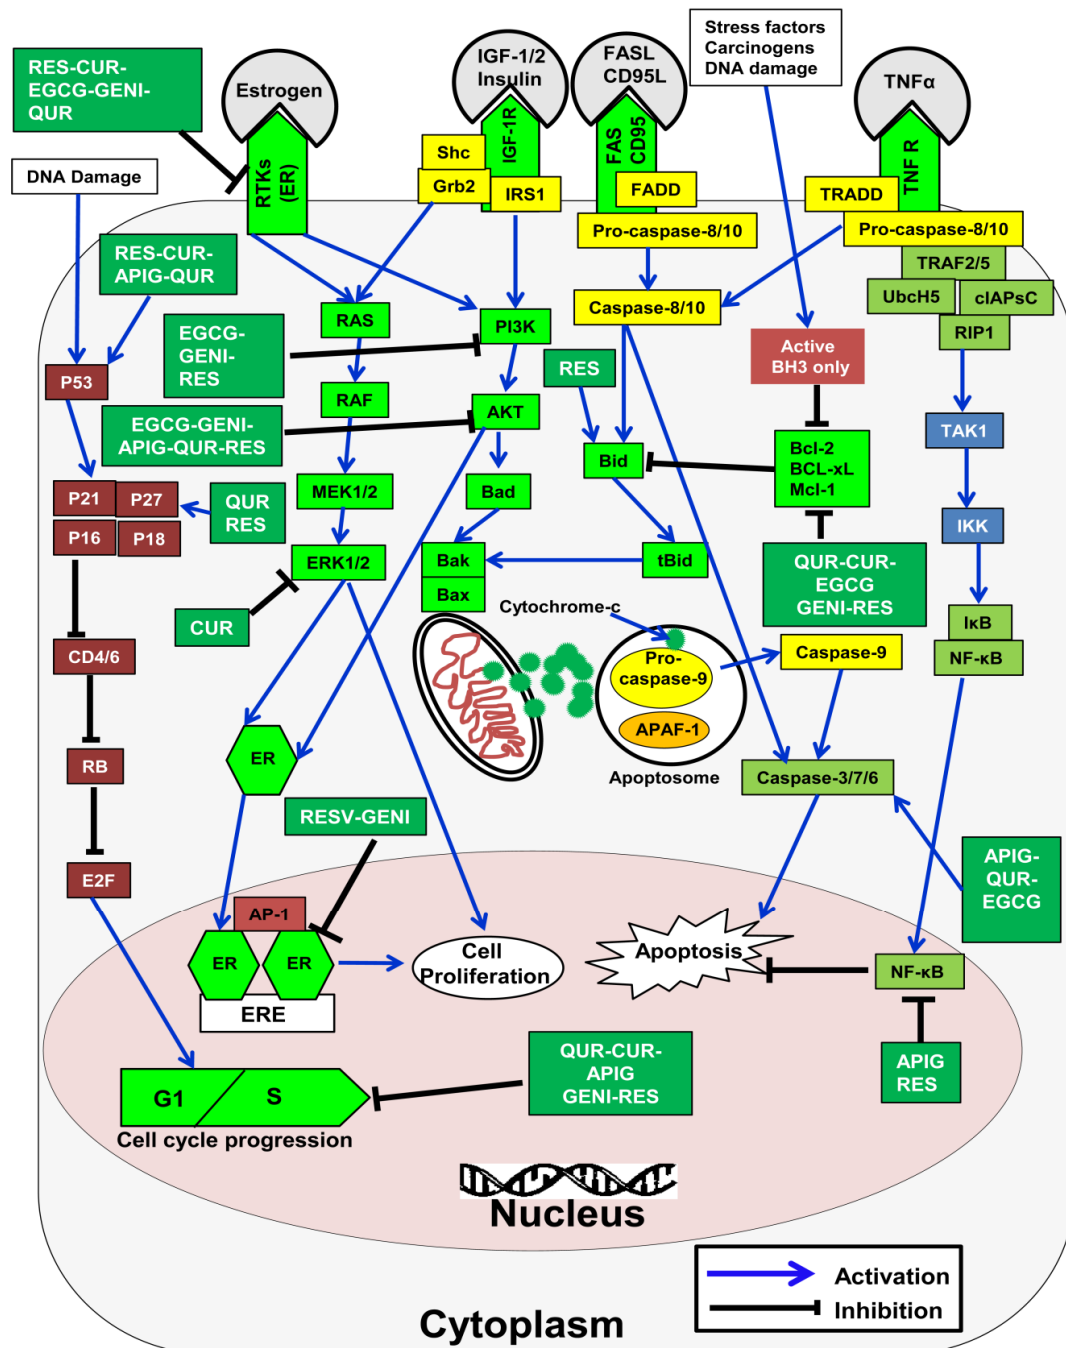 RES-CUR-
EGCG-GENI-
QUR
Estrogen
IGF-1/2
Insulin
FASL
CD95L
Stress factors
Carcinogens
DNA damage
TNFα
DNA Damage
RTKs
(ER)
Shc
Grb2
IGF-1R
IRS1
FAS
CD95
FADD
Pro-caspase-8/10
TRADD
TNF R
Pro-caspase-8/10
TRAF2/5
UbcH5
cIAPsC
RIP1
RES-CUR-
APIG-QUR
RAS
PI3K
Caspase-8/10
EGCG-
GENI-
RES
Active
BH3 only
P53
RAF
AKT
RES
EGCG-GENI-
APIG-QUR-RES
TAK1
Bid
Bcl-2
BCL-xL
Mcl-1
P21
P27
P16
P18
QUR
RES
MEK1/2
Bad
IKK
ERK1/2
Bak
Bax
tBid
QUR-CUR-
EGCG
GENI-RES
CUR
Cytochrome-c
IκB
NF-κB
CD4/6
Pro-
caspase-9
APAF-1
Apoptosome
Caspase-9
RB
ER
Caspase-3/7/6
RESV-GENI
E2F
APIG-
QUR-
EGCG
AP-1
ER
ER
ERE
Cell
Proliferation
Apoptosis
NF-κB
QUR-CUR-
APIG
GENI-RES
APIG
RES
G1
S
Cell cycle progression
Nucleus
Activation
Inhibition
Cytoplasm